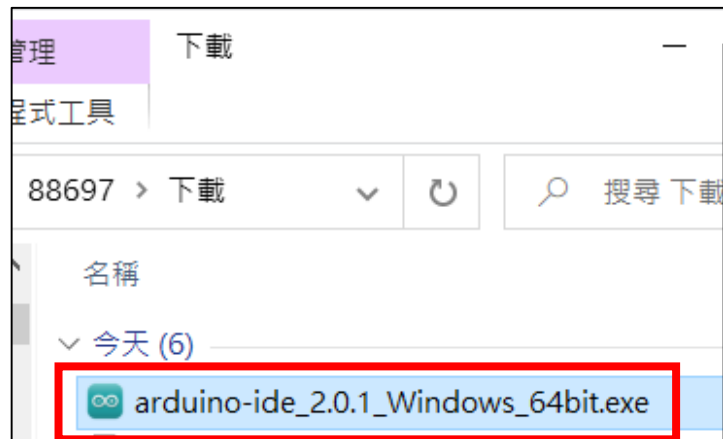 管理
下載
程式工具
88697 > 下載
搜尋 下載
名稱
今天 (6)
arduino-ide_2.0.1_Windows_64bit.exe